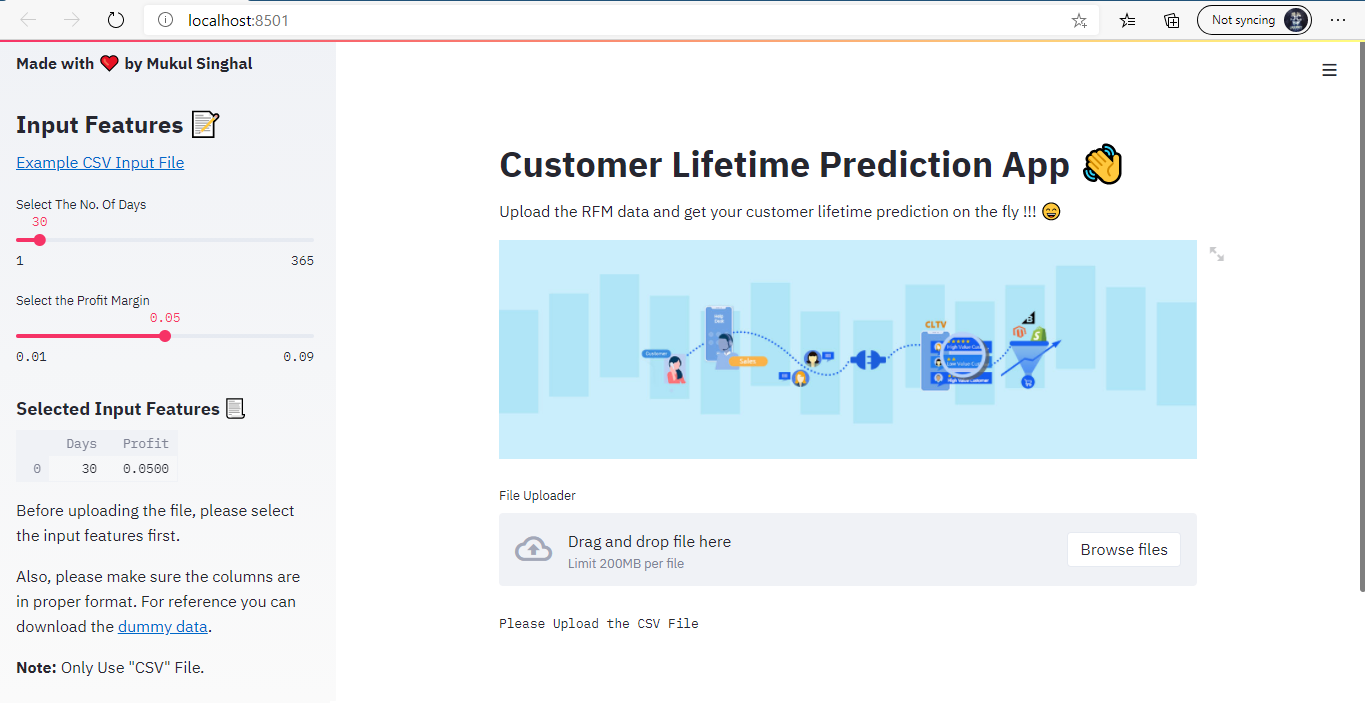 localhost:8501
Not syncing
Made with ❤️ by Mukul Singhal
Input Features 📝
Example CSV Input File
Select The No. Of Days
30
1 365
Select the Profit Margin
0.05
0.01 0.09
Selected Input Features 📃
Days Profit
0 30 0.0500
Before uploading the file, please select
the input features first.
Also, please make sure the columns are
in proper format. For reference you can
download the dummy data.
Note: Only Use "CSV" File.
Customer Lifetime Prediction App 👋
Upload the RFM data and get your customer lifetime prediction on the fly !!! 😄
Customer
Sales
CLTV
High Value
Low Value
High Value Customer
File Uploader
Drag and drop file here
Limit 200MB per file
Browse files
Please Upload the CSV File